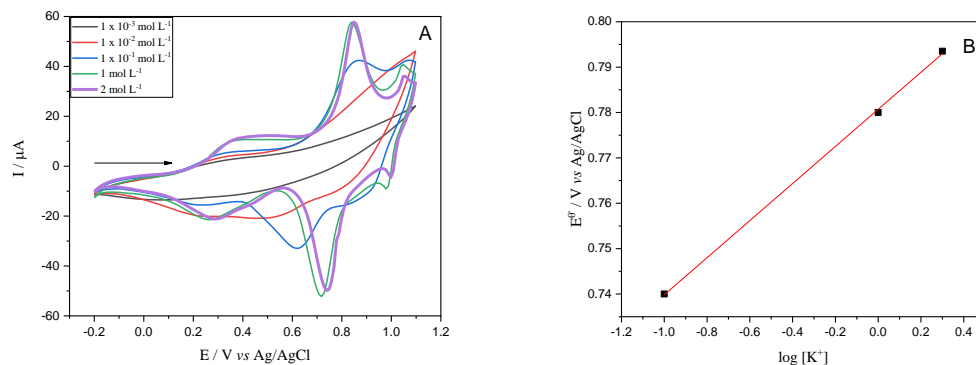 A
1 x 10⁻³ mol L⁻¹
1 x 10⁻² mol L⁻¹
1 x 10⁻¹ mol L⁻¹
1 mol L⁻¹
2 mol L⁻¹
60
40
20
0
-20
-40
-60
I / µA
-0.2 0.0 0.2 0.4 0.6 0.8 1.0 1.2
E / V vs Ag/AgCl
B
0.80
0.79
0.78
0.77
0.76
0.75
0.74
0.73
E^θ' / V vs Ag/AgCl
-1.2 -1.0 -0.8 -0.6 -0.4 -0.2 0.0 0.2 0.4
log [K⁺]